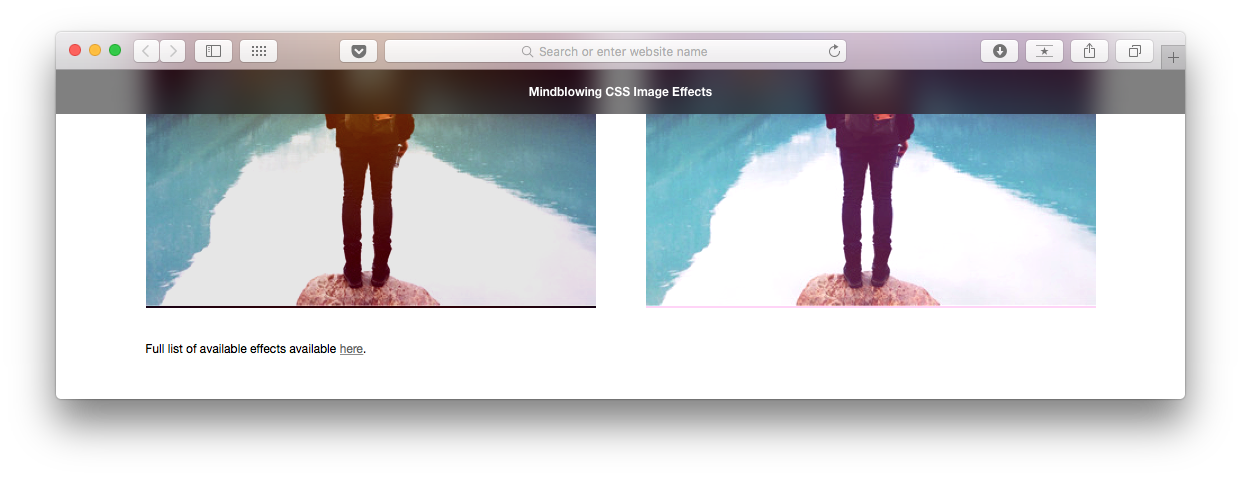 Search or enter website name
Mindblowing CSS Image Effects
Full list of available effects available here.